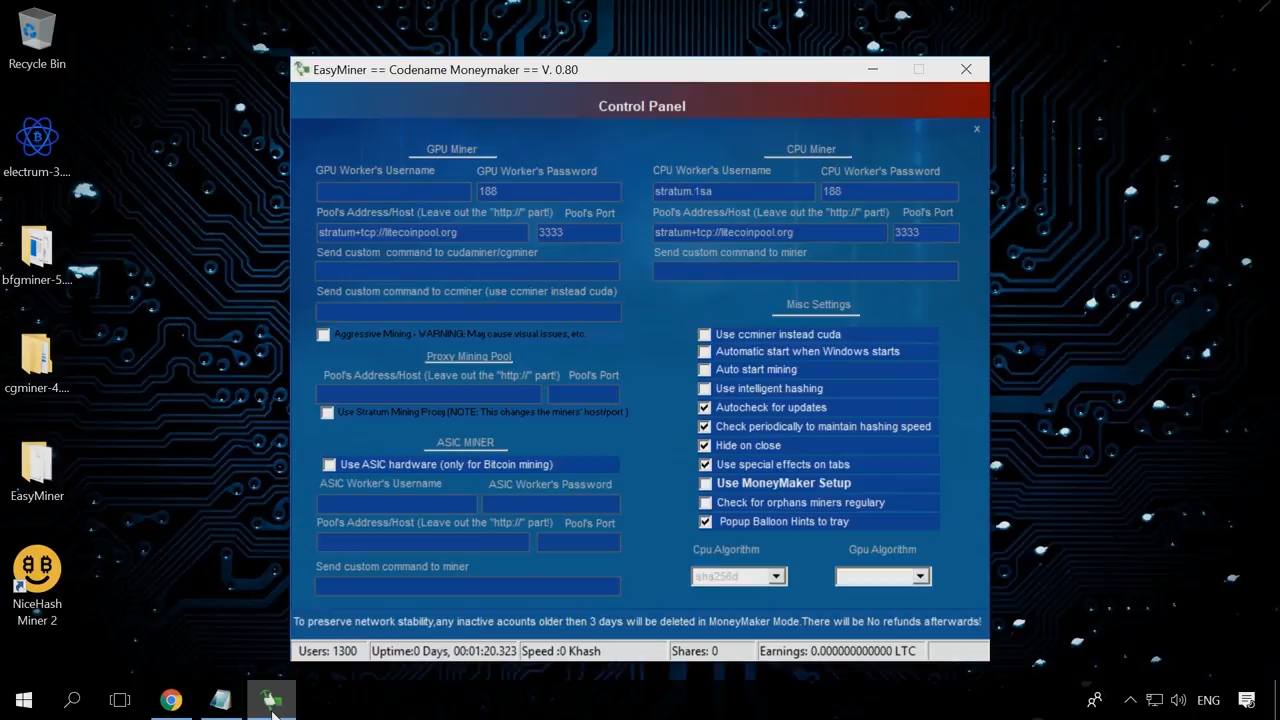 Recycle Bin
electrum-3....
bfgminer-5....
cgminer-4....
EasyMiner
NiceHash
Miner 2
EasyMiner == Codename Moneymaker == V. 0.80
Control Panel
x
GPU Miner
GPU Worker's Username
GPU Worker's Password
188
Pool's Address/Host (Leave out the "http://" part!)
Pool's Port
stratum+tcp://litecoinpool.org
3333
Send custom command to cudaminer/cgminer
Send custom command to ccminer (use ccminer instead cuda)
Aggressive Mining - WARNING: May cause visual issues, etc.
Proxy Mining Pool
Pool's Address/Host (Leave out the "http://" part!)
Pool's Port
Use Stratum Mining Proxy(NOTE: This changes the miners' host/port )
ASIC MINER
Use ASIC hardware (only for Bitcoin mining)
ASIC Worker's Username
ASIC Worker's Password
Pool's Address/Host (Leave out the "http://" part!)
Pool's Port
Send custom command to miner
CPU Miner
CPU Worker's Username
CPU Worker's Password
stratum.1sa
188
Pool's Address/Host (Leave out the "http://" part!)
Pool's Port
stratum+tcp://litecoinpool.org
3333
Send custom command to miner
Misc Settings
Use ccminer instead cuda
Automatic start when Windows starts
Auto start mining
Use intelligent hashing
Autocheck for updates
Check periodically to maintain hashing speed
Hide on close
Use special effects on tabs
Use MoneyMaker Setup
Check for orphans miners regulary
Popup Balloon Hints to tray
Cpu Algorithm
Gpu Algorithm
sha256d
To preserve network stability,any inactive acounts older then 3 days will be deleted in MoneyMaker Mode.There will be No refunds afterwards!
Users: 1300
Uptime:0 Days, 00:01:20.323
Speed :0 Khash
Shares: 0
Earnings: 0.000000000000 LTC
ENG